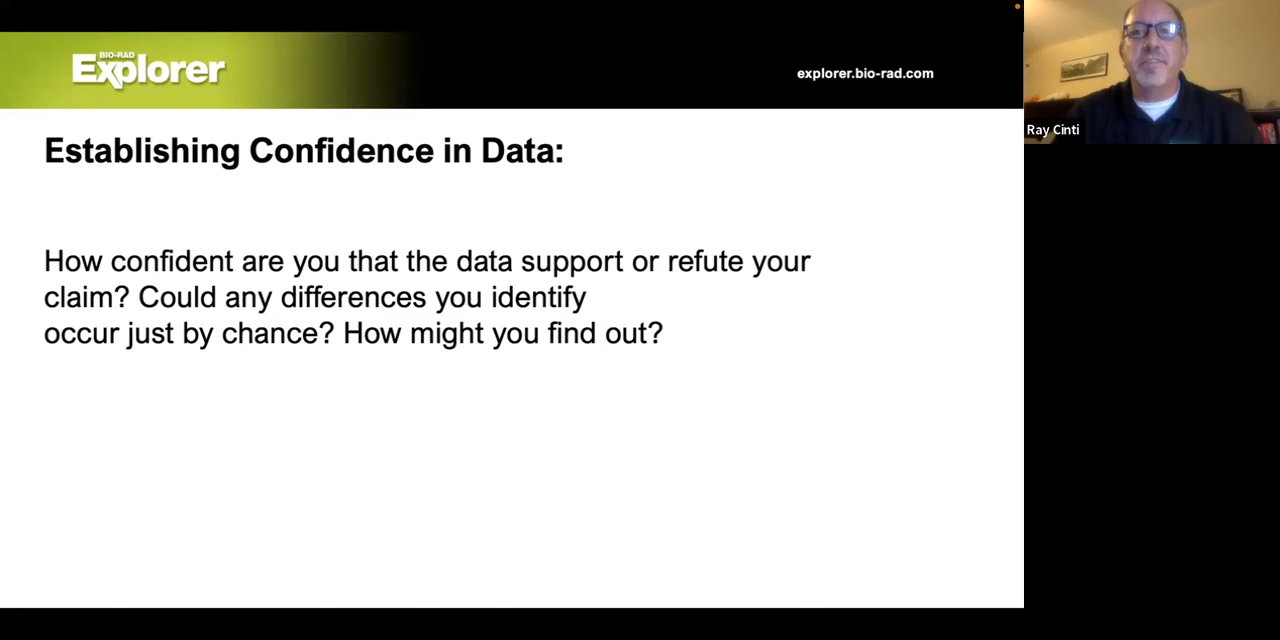 BIO-RAD
Explorer
explorer.bio-rad.com
Ray Cinti
Establishing Confidence in Data:
How confident are you that the data support or refute your
claim? Could any differences you identify
occur just by chance? How might you find out?